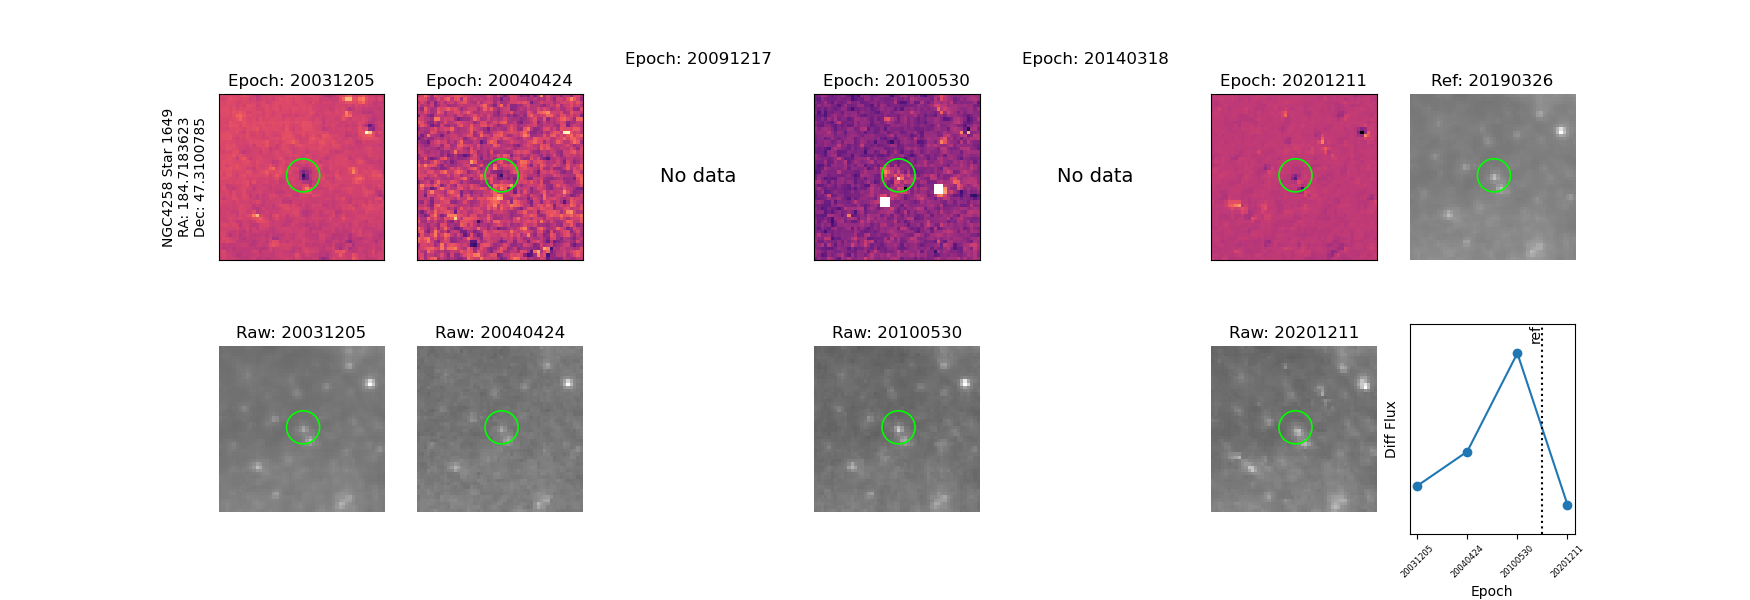 Epoch: 20091217
Epoch: 20140318
Epoch: 20031205
Epoch: 20040424
Epoch: 20100530
Epoch: 20201211
Ref: 20190326
NGC4258 Star 1649
RA: 184.7183623
Dec: 47.3100785
No data
No data
Raw: 20031205
Raw: 20040424
Raw: 20100530
Raw: 20201211
ref
Diff Flux
20031205
20040424
20100530
20201211
Epoch